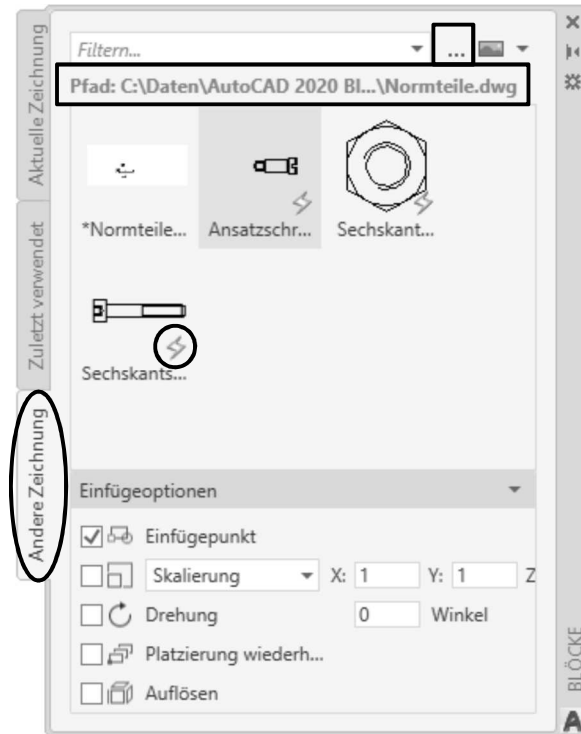 Filtern...
...
Pfad: C:\Daten\AutoCAD 2020 Bl...\Normteile.dwg
*Normteile...
Ansatzschr...
Sechskant...
Sechskants...
Aktuelle Zeichnung
Zuletzt verwendet
Andere Zeichnung
Einfügeoptionen
Einfügepunkt
Skalierung X: 1 Y: 1 Z
Drehung 0 Winkel
Platzierung wiederh...
Auflösen
BLÖCKE
A